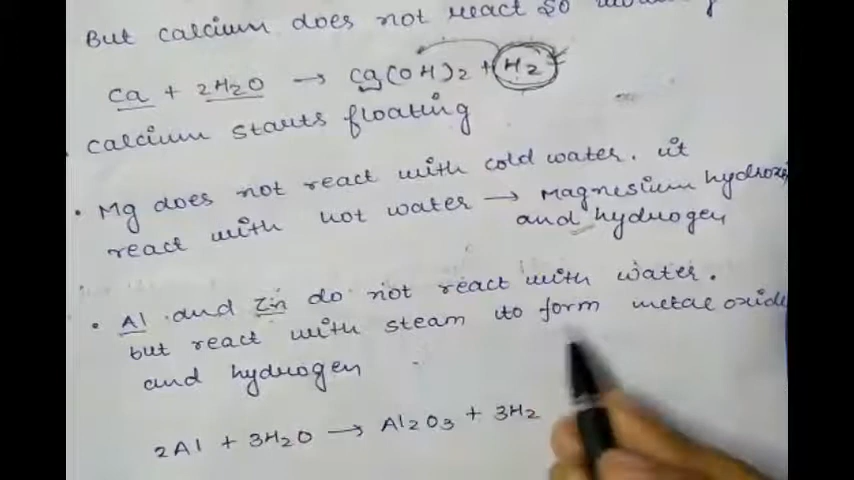 But calcium does not react so
Ca + 2H2O → Ca(OH)2 + H2
calcium starts floating
• Mg does not react with cold water. it
react with hot water → Magnesium hydroxi
and hydrogen
• Al and Zn do not react with water.
but react with steam to form metal oxide
and hydrogen
2Al + 3H2O → Al2O3 + 3H2